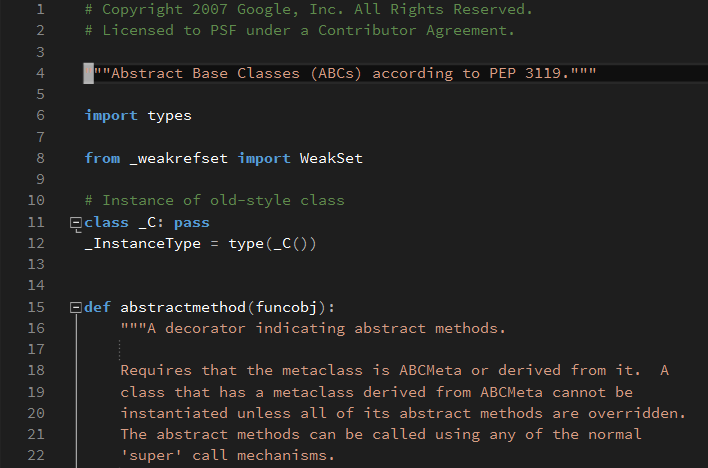 1 # Copyright 2007 Google, Inc. All Rights Reserved.
2 # Licensed to PSF under a Contributor Agreement.
3
4 """Abstract Base Classes (ABCs) according to PEP 3119."""
5
6 import types
7
8 from _weakrefset import WeakSet
9
10 # Instance of old-style class
11 class _C: pass
12 _InstanceType = type(_C())
13
14
15 def abstractmethod(funcobj):
16     """A decorator indicating abstract methods.
17
18     Requires that the metaclass is ABCMeta or derived from it.  A
19     class that has a metaclass derived from ABCMeta cannot be
20     instantiated unless all of its abstract methods are overridden.
21     The abstract methods can be called using any of the normal
22     'super' call mechanisms.